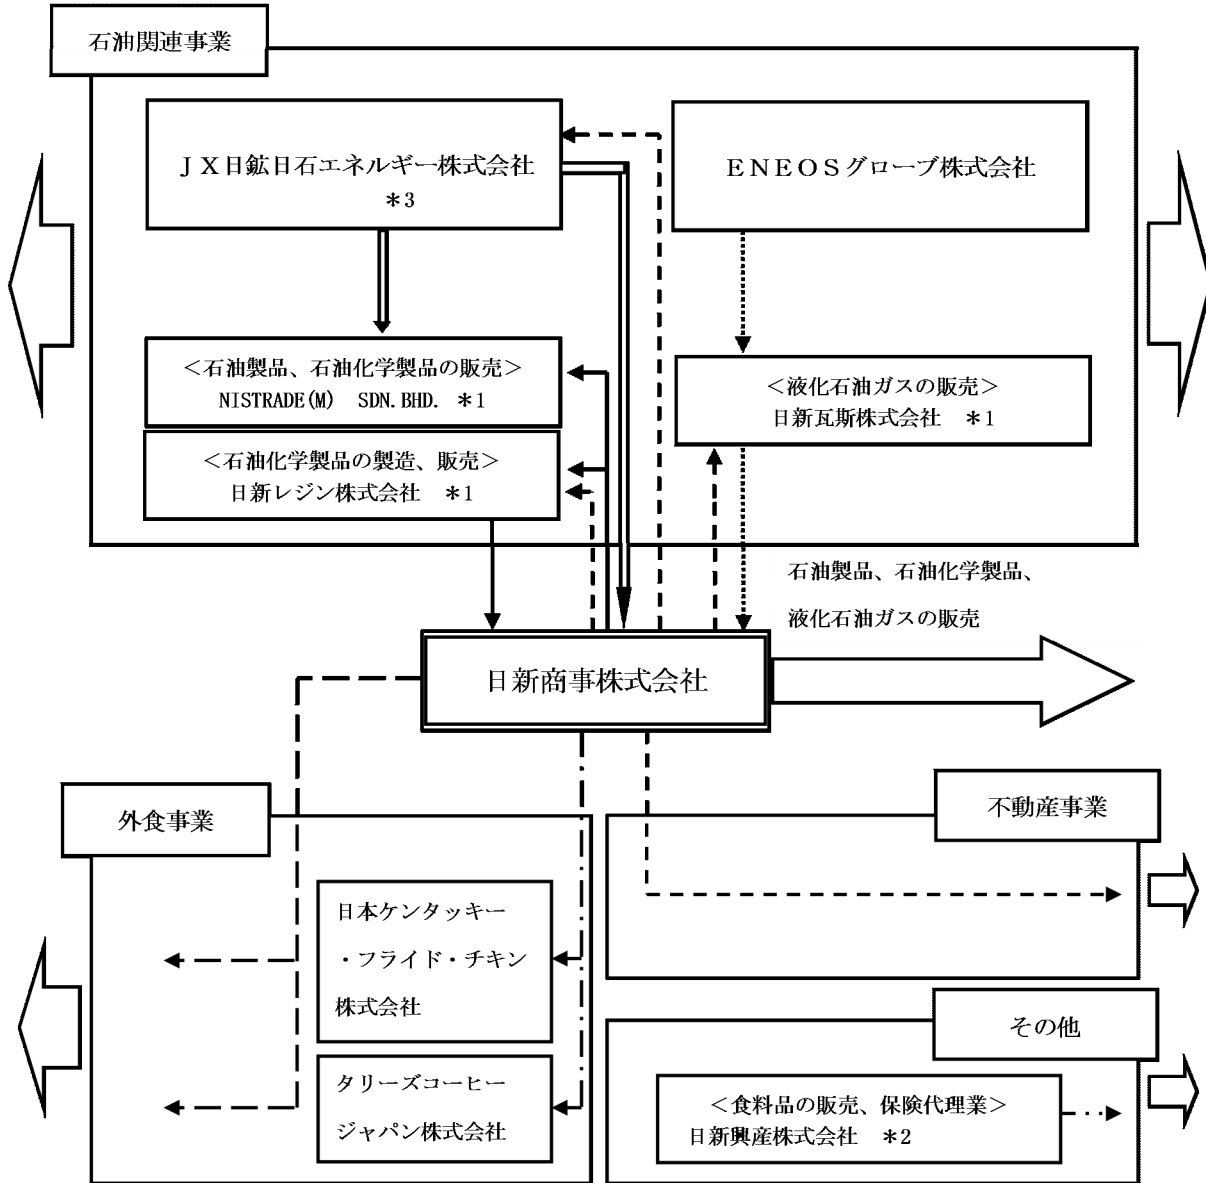 石油関連事業
ＪＸ日鉱日石エネルギー株式会社
＊3
ＥＮＥＯＳグローブ株式会社
＜石油製品、石油化学製品の販売＞
NISTRADE(M) SDN.BHD. ＊1
＜石油化学製品の製造、販売＞
日新レジン株式会社 ＊1
＜液化石油ガスの販売＞
日新瓦斯株式会社 ＊1
石油製品、石油化学製品、
液化石油ガスの販売
日新商事株式会社
外食事業
日本ケンタッキー
・フライド・チキン
株式会社
タリーズコーヒー
ジャパン株式会社
不動産事業
その他
＜食料品の販売、保険代理業＞
日新興産株式会社 ＊2